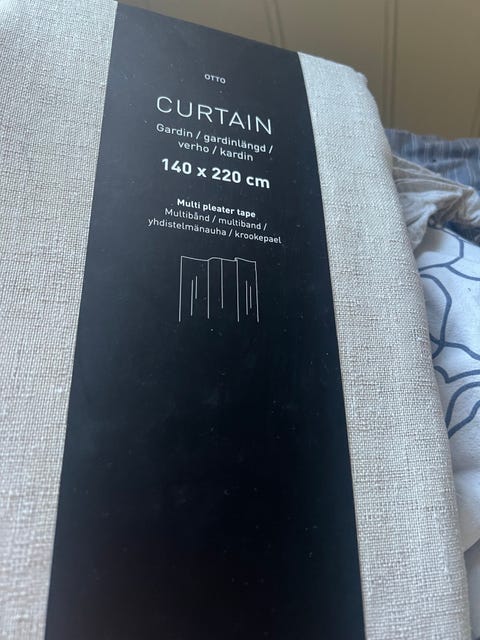 OTTO
CURTAIN
Gardin / gardinlängd /
verho / kardin
140 x 220 cm
Multi pleater tape
Multibånd / multiband /
yhdistelmänauha / krookepael